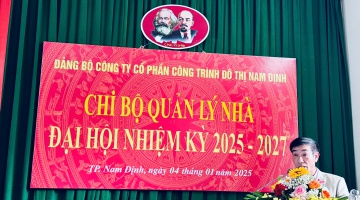 ĐẢNG BỘ CÔNG TY CỔ PHẦN CÔNG TRÌNH ĐÔ THỊ NAM ĐỊNH
CHI BỘ QUẢN LÝ NHÀ
ĐẠI HỘI NHIỆM KỲ 2025 - 2027
TP. Nam Định, ngày 04 tháng 01 năm 2025